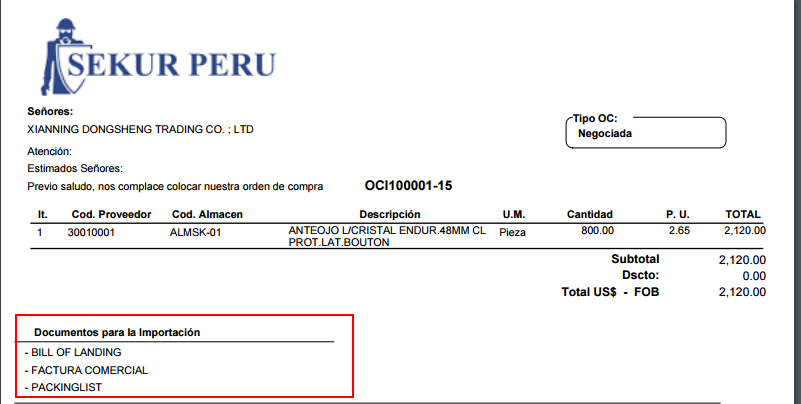 SEKUR PERU
Señores:
XIANNING DONGSHENG TRADING CO. ; LTD
Tipo OC:
Negociada
Atención:
Estimados Señores:
Previo saludo, nos complace colocar nuestra orden de compra OCI100001-15
It. Cod. Proveedor Cod. Almacen Descripción U.M. Cantidad P. U. TOTAL
1 30010001 ALMSK-01 ANTEOJO L/CRISTAL ENDUR.48MM CL Pieza 800.00 2.65 2,120.00
PROT.LAT.BOUTON
Subtotal 2,120.00
Dscto: 0.00
Total US$ - FOB 2,120.00
Documentos para la Importación
- BILL OF LANDING
- FACTURA COMERCIAL
- PACKINGLIST